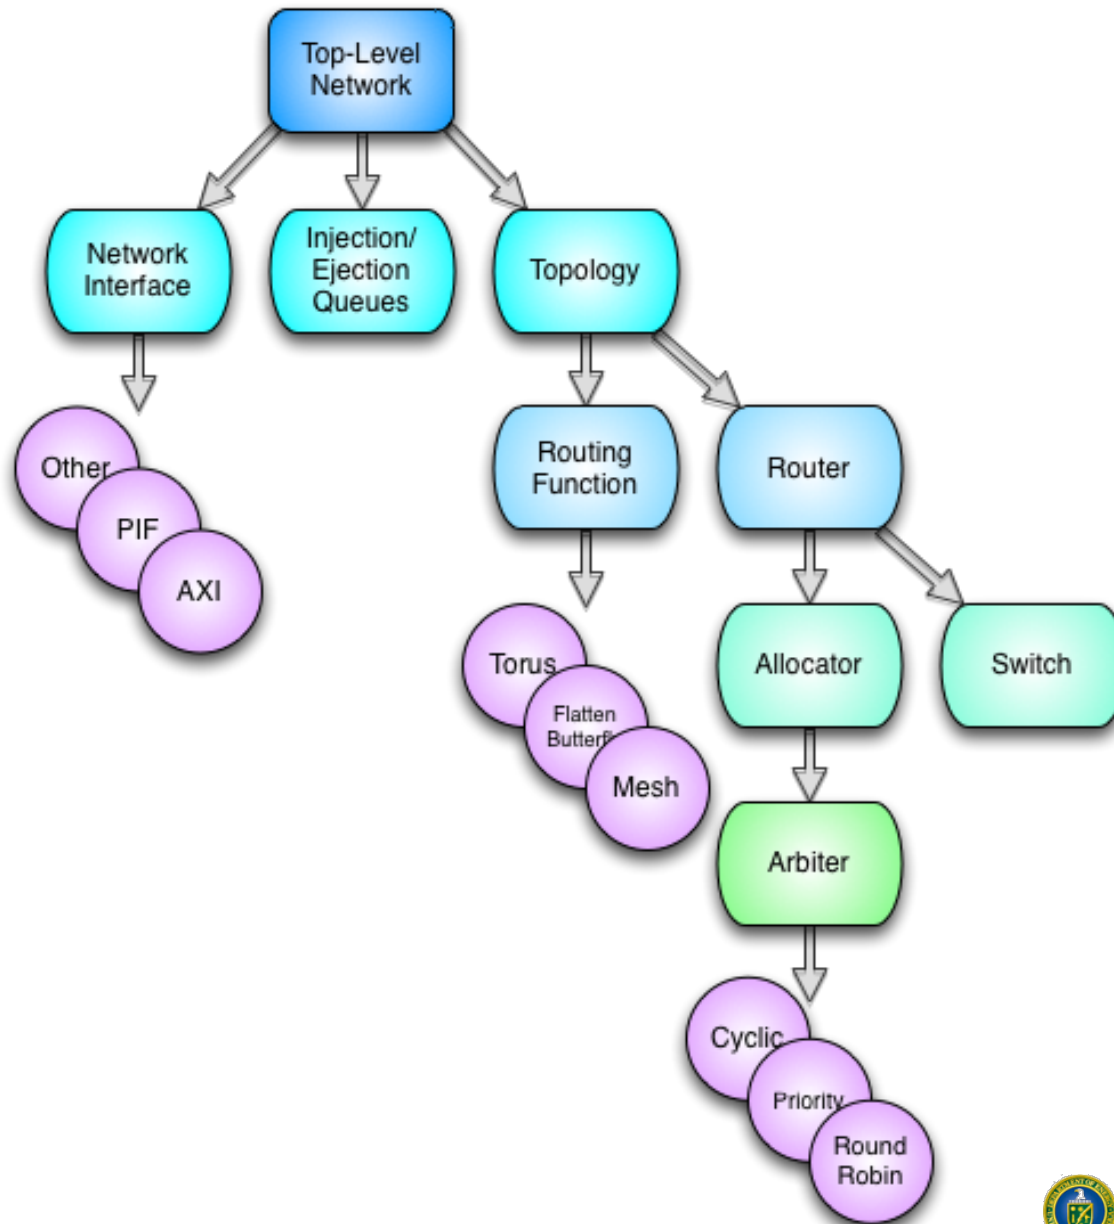 Top-Level
Network
Network
Interface
Injection/
Ejection
Queues
Topology
Other
PIF
AXI
Routing
Function
Router
Torus
Flatten
Mesh
Allocator
Switch
Arbiter
Cyclic
Priority
Round
Robin